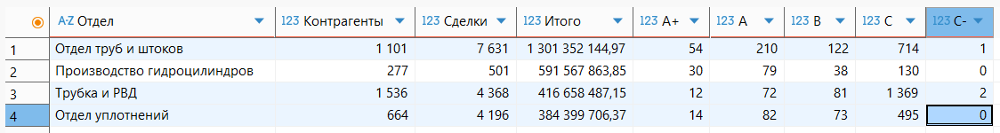 A-Z Отдел 123 Контрагенты 123 Сделки 123 Итого 123 A+ 123 A 123 B 123 C 123 C-
1 Отдел труб и штоков 1 101 7 631 1 301 352 144,97 54 210 122 714 1
2 Производство гидроцилиндров 277 501 591 567 863,85 30 79 38 130 0
3 Трубка и РВД 1 536 4 368 416 658 487,15 12 72 81 1 369 2
4 Отдел уплотнений 664 4 196 384 399 706,37 14 82 73 495 0